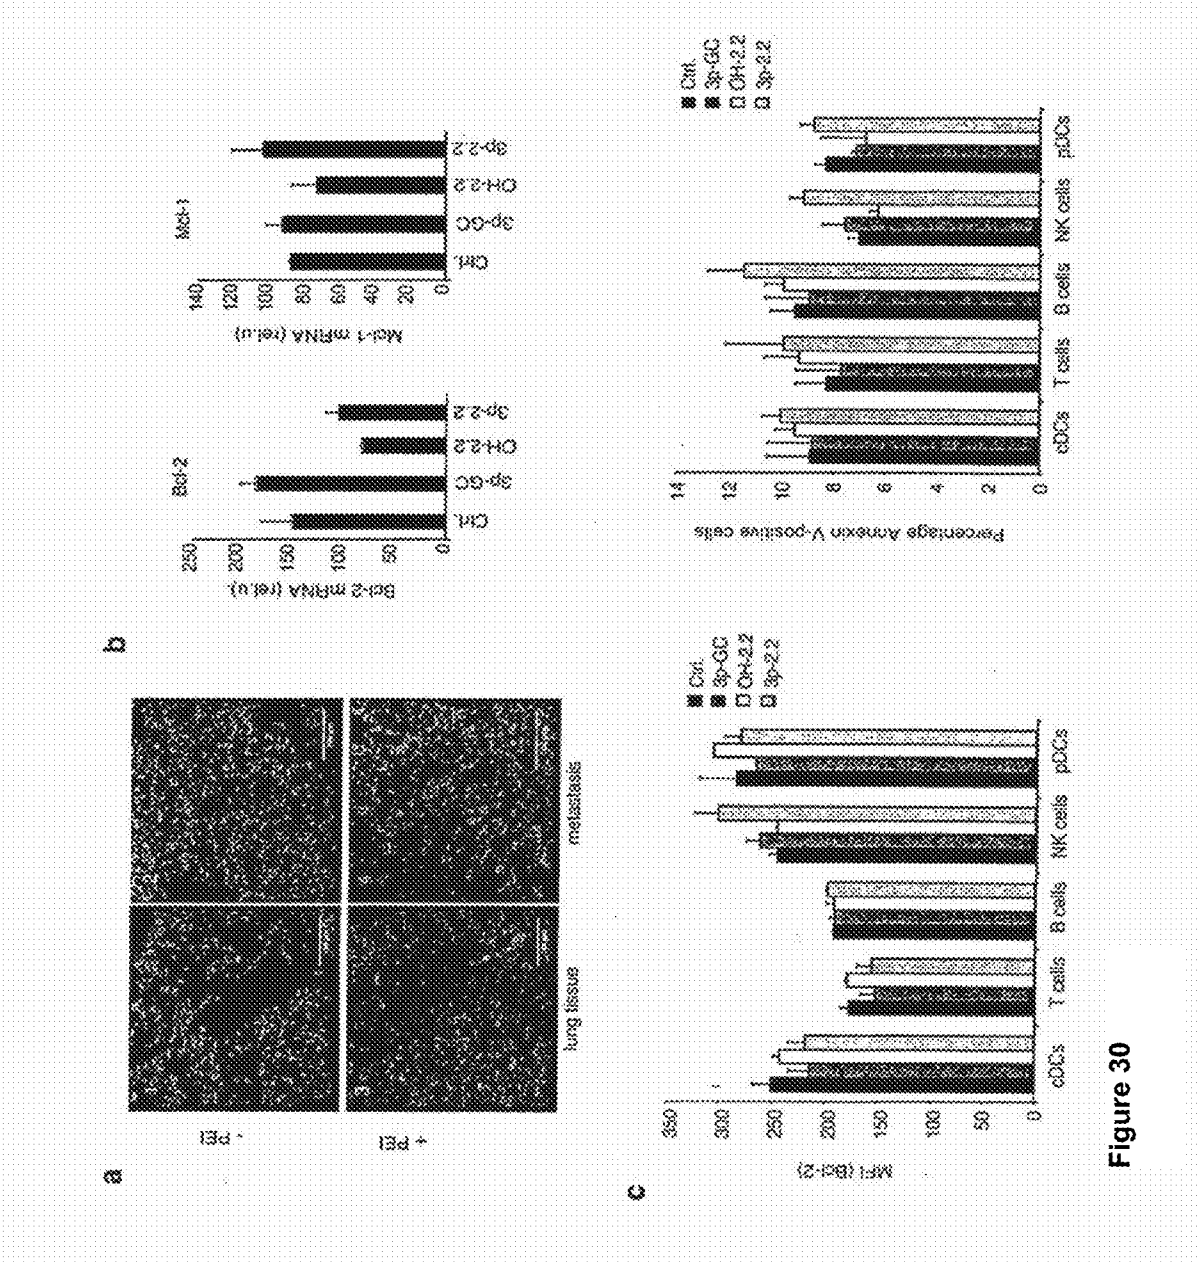 a
- PEI
+ PEI
lung tissue
metastasis
b
Bcl-2
Bcl-2 mRNA (rel.u).
250
200
150
100
50
0
Ctrl.
3p-GC
OH-2.2
3p-2.2
Mcl-1
Mcl-1 mRNA (rel.u)
140
120
100
80
60
40
20
0
Ctrl.
3p-GC
OH-2.2
3p-2.2
c
MFI (Bcl-2)
350
300
250
200
150
100
50
0
cDCs
T cells
B cells
NK cells
pDCs
Ctrl.
3p-GC
OH-2.2
3p-2.2
Percentage Annexin V-positive cells
14
12
10
8
6
4
2
0
cDCs
T cells
B cells
NK cells
pDCs
Ctrl.
3p-GC
OH-2.2
3p-2.2
Figure 30